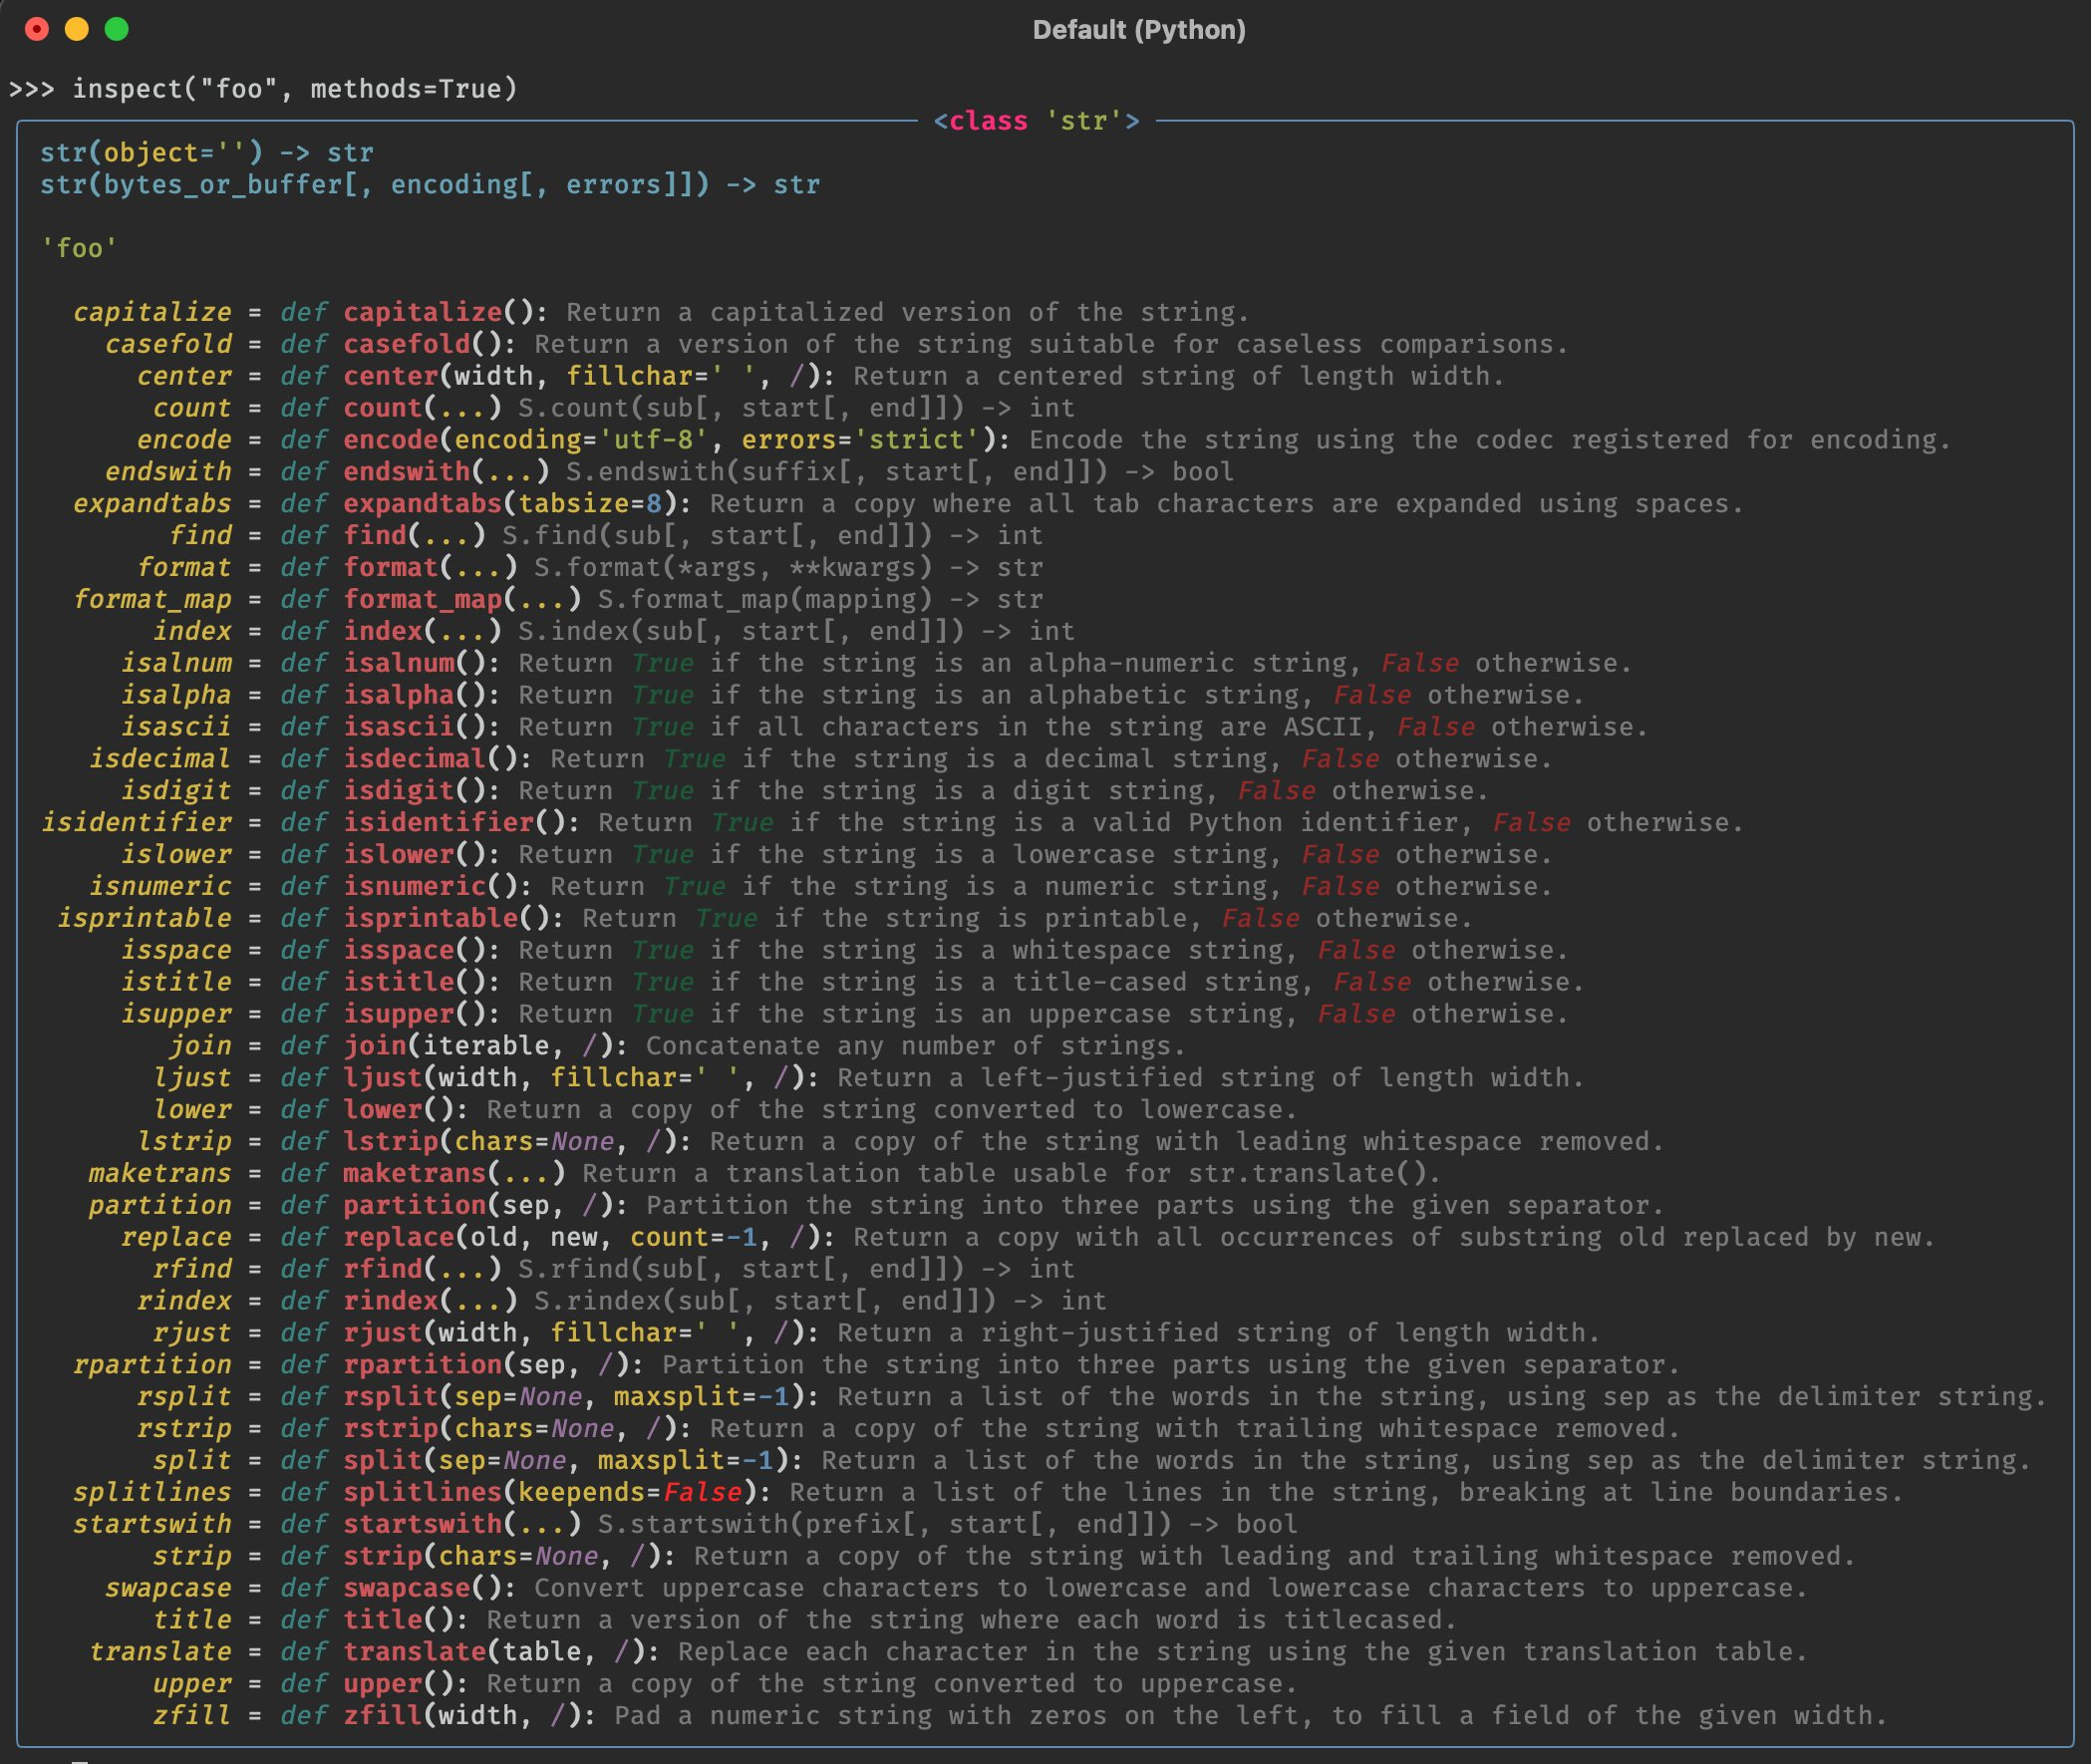 Default (Python)
>>> inspect("foo", methods=True)
<class 'str'>
str(object='') -> str
str(bytes_or_buffer[, encoding[, errors]]) -> str
'foo'
capitalize = def capitalize(): Return a capitalized version of the string.
casefold = def casefold(): Return a version of the string suitable for caseless comparisons.
center = def center(width, fillchar=' ', /): Return a centered string of length width.
count = def count(...) S.count(sub[, start[, end]]) -> int
encode = def encode(encoding='utf-8', errors='strict'): Encode the string using the codec registered for encoding.
endswith = def endswith(...) S.endswith(suffix[, start[, end]]) -> bool
expandtabs = def expandtabs(tabsize=8): Return a copy where all tab characters are expanded using spaces.
find = def find(...) S.find(sub[, start[, end]]) -> int
format = def format(...) S.format(*args, **kwargs) -> str
format_map = def format_map(...) S.format_map(mapping) -> str
index = def index(...) S.index(sub[, start[, end]]) -> int
isalnum = def isalnum(): Return True if the string is an alpha-numeric string, False otherwise.
isalpha = def isalpha(): Return True if the string is an alphabetic string, False otherwise.
isascii = def isascii(): Return True if all characters in the string are ASCII, False otherwise.
isdecimal = def isdecimal(): Return True if the string is a decimal string, False otherwise.
isdigit = def isdigit(): Return True if the string is a digit string, False otherwise.
isidentifier = def isidentifier(): Return True if the string is a valid Python identifier, False otherwise.
islower = def islower(): Return True if the string is a lowercase string, False otherwise.
isnumeric = def isnumeric(): Return True if the string is a numeric string, False otherwise.
isprintable = def isprintable(): Return True if the string is printable, False otherwise.
isspace = def isspace(): Return True if the string is a whitespace string, False otherwise.
istitle = def istitle(): Return True if the string is a title-cased string, False otherwise.
isupper = def isupper(): Return True if the string is an uppercase string, False otherwise.
join = def join(iterable, /): Concatenate any number of strings.
ljust = def ljust(width, fillchar=' ', /): Return a left-justified string of length width.
lower = def lower(): Return a copy of the string converted to lowercase.
lstrip = def lstrip(chars=None, /): Return a copy of the string with leading whitespace removed.
maketrans = def maketrans(...) Return a translation table usable for str.translate().
partition = def partition(sep, /): Partition the string into three parts using the given separator.
replace = def replace(old, new, count=-1, /): Return a copy with all occurrences of substring old replaced by new.
rfind = def rfind(...) S.rfind(sub[, start[, end]]) -> int
rindex = def rindex(...) S.rindex(sub[, start[, end]]) -> int
rjust = def rjust(width, fillchar=' ', /): Return a right-justified string of length width.
rpartition = def rpartition(sep, /): Partition the string into three parts using the given separator.
rsplit = def rsplit(sep=None, maxsplit=-1): Return a list of the words in the string, using sep as the delimiter string.
rstrip = def rstrip(chars=None, /): Return a copy of the string with trailing whitespace removed.
split = def split(sep=None, maxsplit=-1): Return a list of the words in the string, using sep as the delimiter string.
splitlines = def splitlines(keepends=False): Return a list of the lines in the string, breaking at line boundaries.
startswith = def startswith(...) S.startswith(prefix[, start[, end]]) -> bool
strip = def strip(chars=None, /): Return a copy of the string with leading and trailing whitespace removed.
swapcase = def swapcase(): Convert uppercase characters to lowercase and lowercase characters to uppercase.
title = def title(): Return a version of the string where each word is titlecased.
translate = def translate(table, /): Replace each character in the string using the given translation table.
upper = def upper(): Return a copy of the string converted to uppercase.
zfill = def zfill(width, /): Pad a numeric string with zeros on the left, to fill a field of the given width.